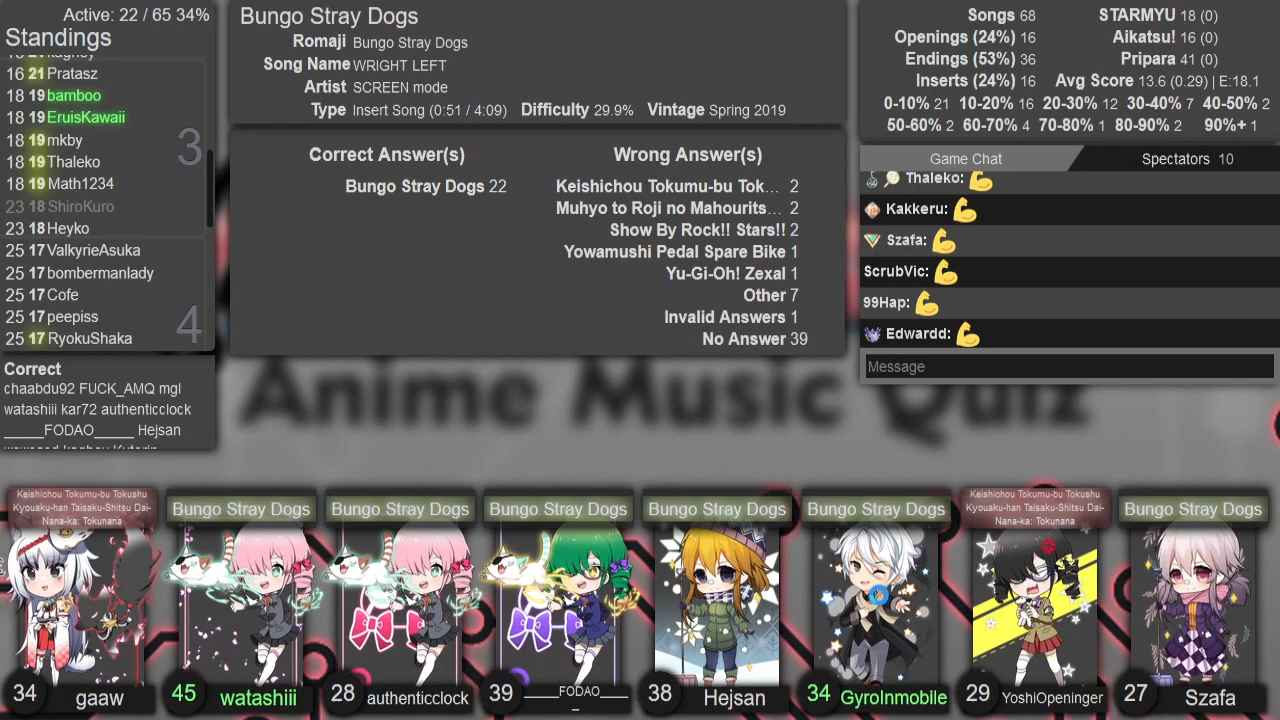 Active: 22 / 65 34%
Standings
16 21 Pratasz
18 19 bamboo
18 19 EruisKawaii
18 19 mkby
18 19 Thaleko
18 19 Math1234
23 18 ShiroKuro
23 18 Heyko
25 17 ValkyrieAsuka
25 17 bombermanlady
25 17 Cofe
25 17 peepiss
25 17 RyokuShaka
3
4
Correct
chaabdu92 FUCK_AMQ mgl
watashiii kar72 authenticclock
_____FODAO_____ Hejsan
Bungo Stray Dogs
Romaji Bungo Stray Dogs
Song Name WRIGHT LEFT
Artist SCREEN mode
Type Insert Song (0:51 / 4:09) Difficulty 29.9% Vintage Spring 2019
Correct Answer(s)
Bungo Stray Dogs 22
Wrong Answer(s)
Keishichou Tokumu-bu Tok... 2
Muhyo to Roji no Mahourits... 2
Show By Rock!! Stars!! 2
Yowamushi Pedal Spare Bike 1
Yu-Gi-Oh! Zexal 1
Other 7
Invalid Answers 1
No Answer 39
Songs 68 STARMYU 18 (0)
Openings (24%) 16 Aikatsu! 16 (0)
Endings (53%) 36 Pripara 41 (0)
Inserts (24%) 16 Avg Score 13.6 (0.29) | E:18.1
0-10% 21 10-20% 16 20-30% 12 30-40% 7 40-50% 2
50-60% 2 60-70% 4 70-80% 1 80-90% 2 90%+ 1
Game Chat Spectators 10
Thaleko: 💪
Kakkeru: 💪
Szafa: 💪
ScrubVic: 💪
99Hap: 💪
Edwardd: 💪
Message
Anime Music Quiz
Keishichou Tokumu-bu Tokushu
Kyouaku-han Taisaku-Shitsu Dai-
Nana-ka: Tokunana
Bungo Stray Dogs
Bungo Stray Dogs
Bungo Stray Dogs
Bungo Stray Dogs
Bungo Stray Dogs
Keishichou Tokumu-bu Tokushu
Kyouaku-han Taisaku-Shitsu Dai-
Nana-ka: Tokunana
Bungo Stray Dogs
34 gaaw
45 watashiii
28 authenticclock
39 _____FODAO____
_
38 Hejsan
34 GyroInmobile
29 YoshiOpeninger
27 Szafa